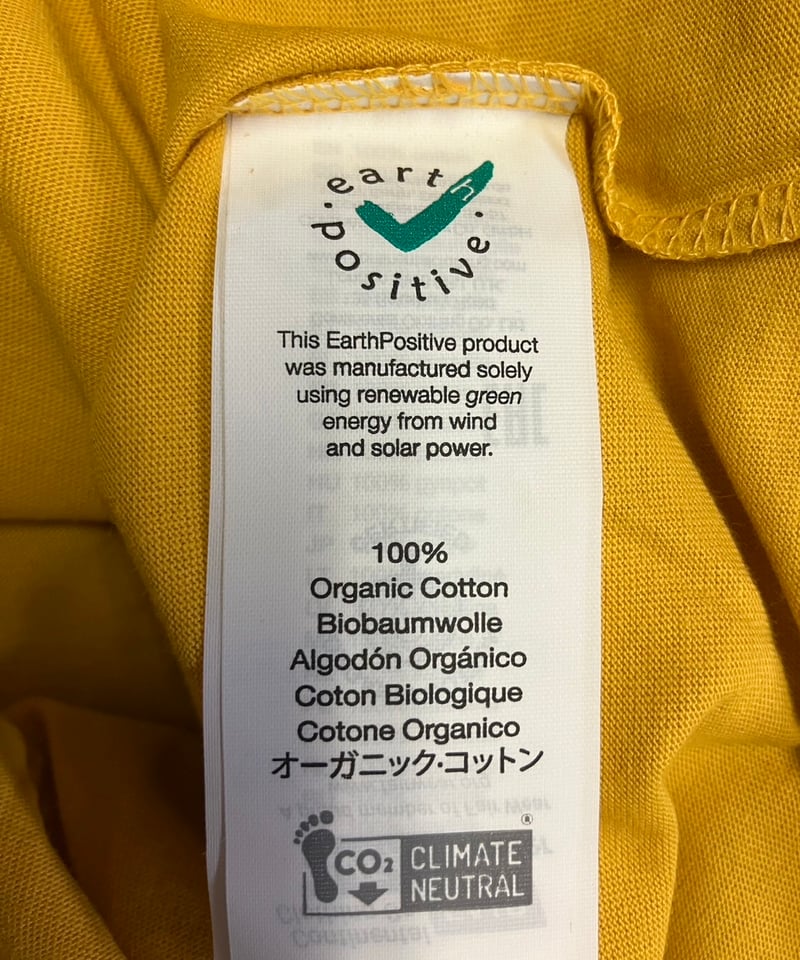 earth
positive
This EarthPositive product
was manufactured solely
using renewable green
energy from wind
and solar power.
100%
Organic Cotton
Biobaumwolle
Algodón Orgánico
Coton Biologique
Cotone Organico
オーガニック・コットン
®
CO₂ CLIMATE
NEUTRAL